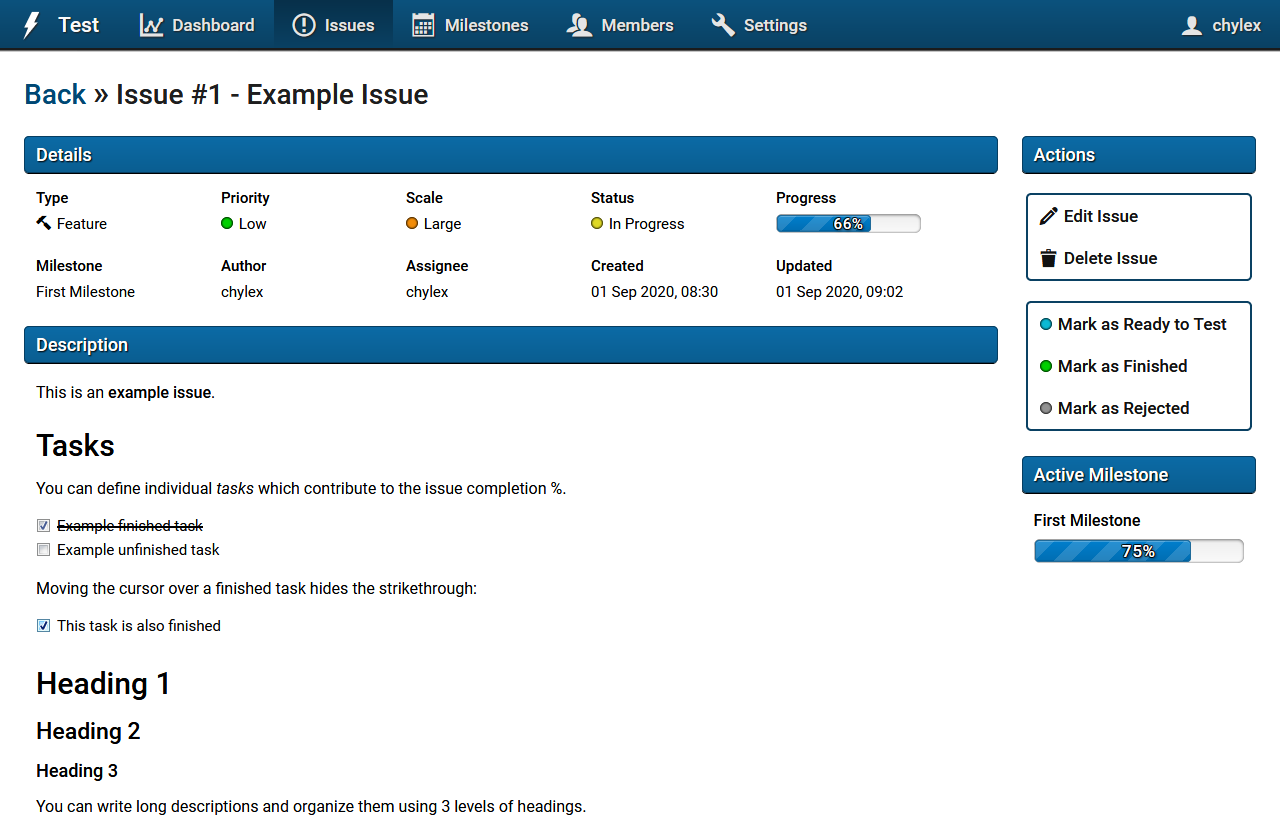 Test Dashboard Issues Milestones Members Settings chylex
Back » Issue #1 - Example Issue
Details
Type Priority Scale Status Progress
Feature Low Large In Progress 66%
Milestone Author Assignee Created Updated
First Milestone chylex chylex 01 Sep 2020, 08:30 01 Sep 2020, 09:02
Description
This is an example issue.
Tasks
You can define individual tasks which contribute to the issue completion %.
Example finished task
Example unfinished task
Moving the cursor over a finished task hides the strikethrough:
This task is also finished
Heading 1
Heading 2
Heading 3
You can write long descriptions and organize them using 3 levels of headings.
Actions
Edit Issue
Delete Issue
Mark as Ready to Test
Mark as Finished
Mark as Rejected
Active Milestone
First Milestone
75%